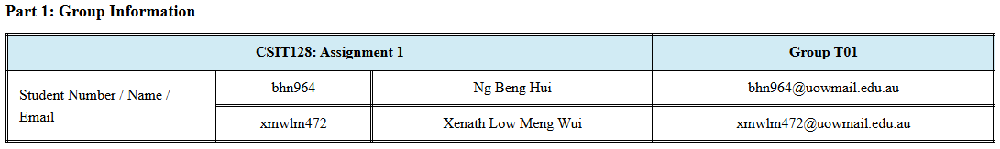 Part 1: Group Information
CSIT128: Assignment 1 Group T01
Student Number / Name / Email
bhn964 Ng Beng Hui bhn964@uowmail.edu.au
xmwlm472 Xenath Low Meng Wui xmwlm472@uowmail.edu.au